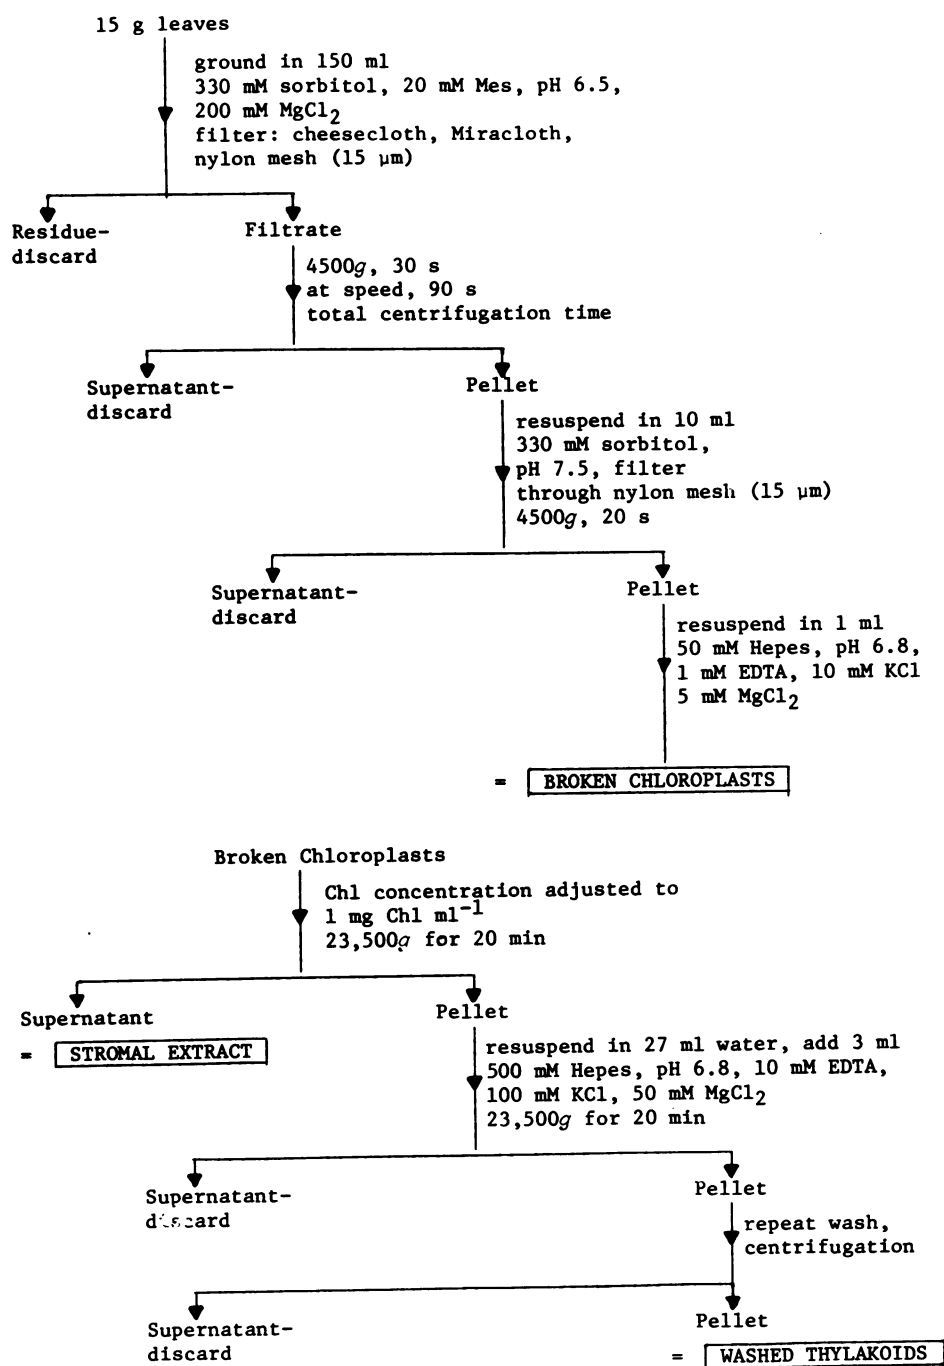 15 g leaves
ground in 150 ml
330 mM sorbitol, 20 mM Mes, pH 6.5,
200 mM MgCl2
filter: cheesecloth, Miracloth,
nylon mesh (15 μm)
Residue-
discard
Filtrate
4500g, 30 s
at speed, 90 s
total centrifugation time
Supernatant-
discard
Pellet
resuspend in 10 ml
330 mM sorbitol,
pH 7.5, filter
through nylon mesh (15 μm)
4500g, 20 s
Supernatant-
discard
Pellet
resuspend in 1 ml
50 mM Hepes, pH 6.8,
1 mM EDTA, 10 mM KCl
5 mM MgCl2
= BROKEN CHLOROPLASTS
Broken Chloroplasts
Chl concentration adjusted to
1 mg Chl ml-1
23,500g for 20 min
Supernatant
= STROMAL EXTRACT
Pellet
resuspend in 27 ml water, add 3 ml
500 mM Hepes, pH 6.8, 10 mM EDTA,
100 mM KCl, 50 mM MgCl2
23,500g for 20 min
Supernatant-
discard
Pellet
repeat wash,
centrifugation
Supernatant-
discard
Pellet
= WASHED THYLAKOIDS